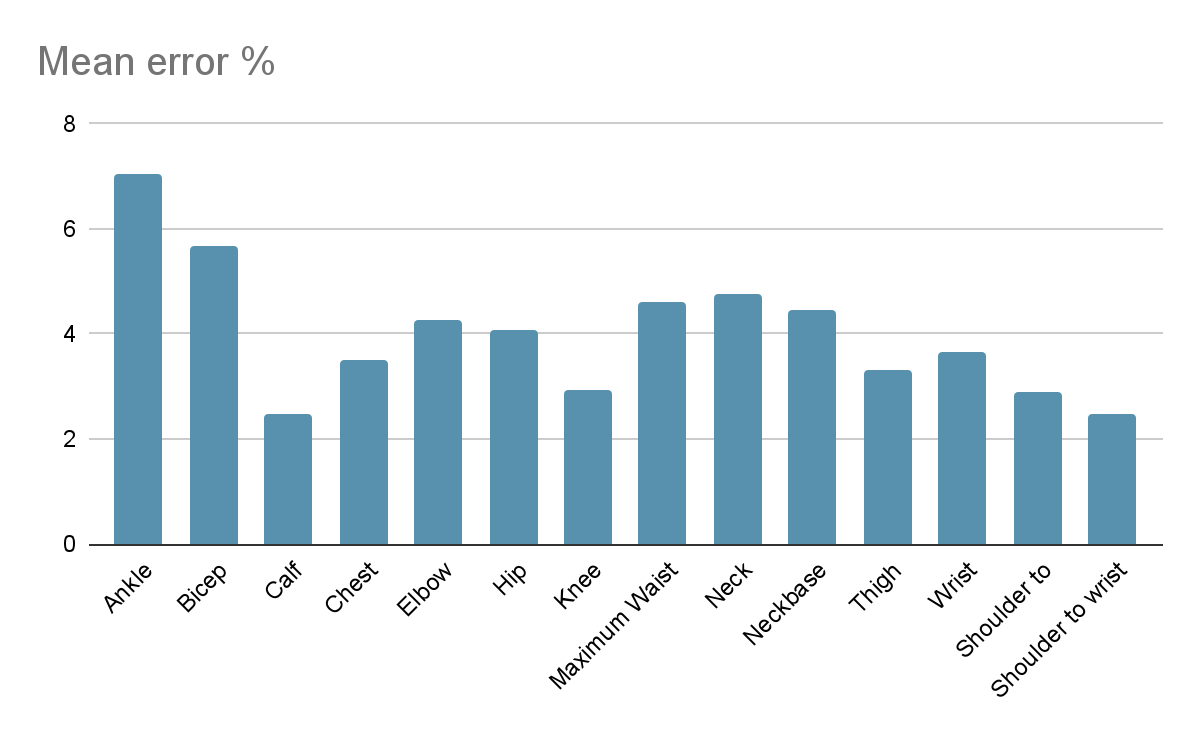 Mean error %
8
6
4
2
0
Ankle
Bicep
Calf
Chest
Elbow
Hip
Knee
Maximum Waist
Neck
Neckbase
Thigh
Wrist
Shoulder to
Shoulder to wrist